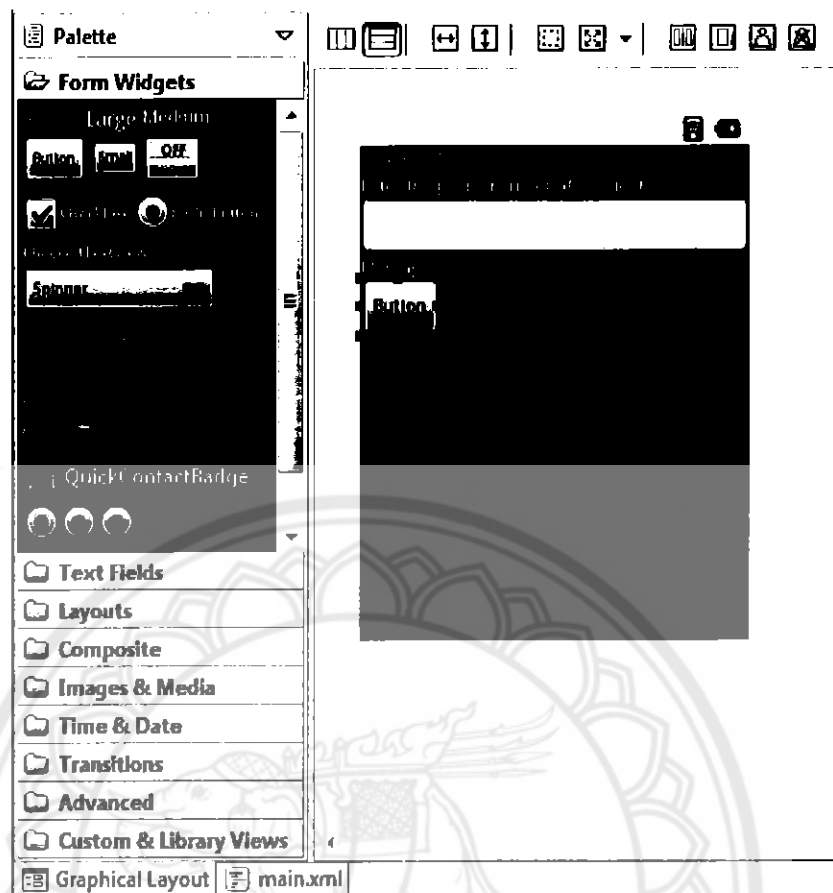 Palette
Form Widgets
Large Medium
Button Small OFF
Spinner
Button
QuickContactBadge
Text Fields
Layouts
Composite
Images & Media
Time & Date
Transitions
Advanced
Custom & Library Views
Graphical Layout main.xml